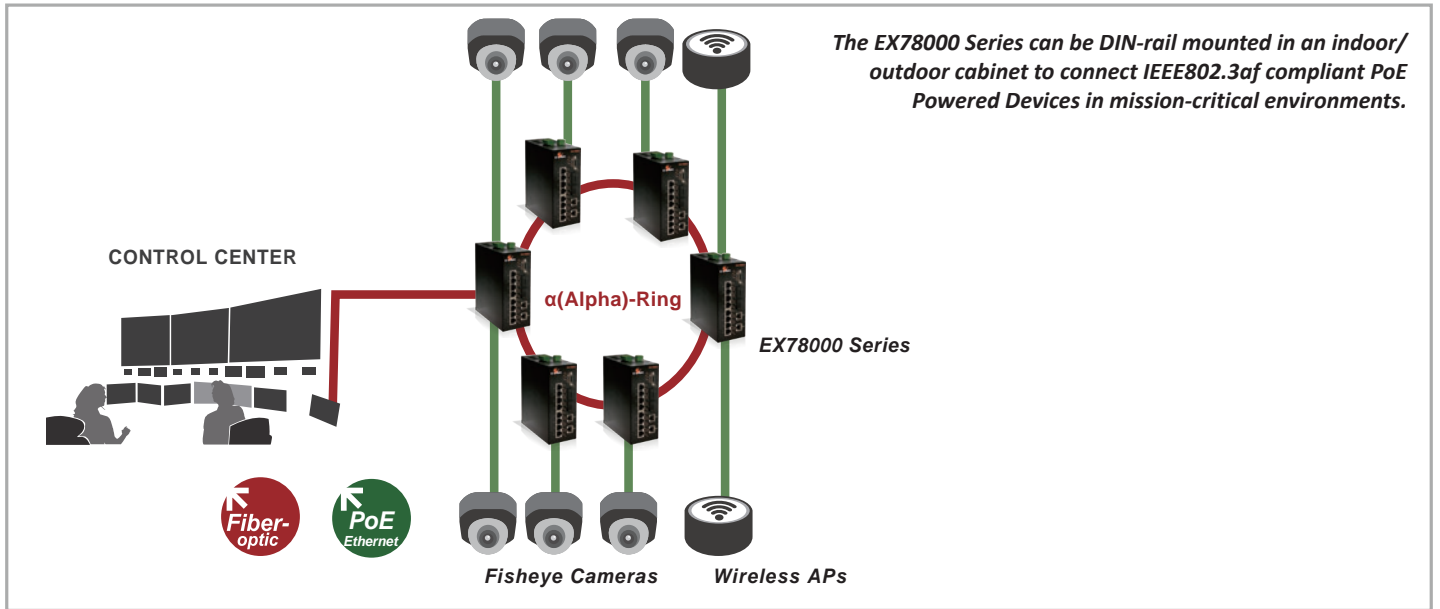 The EX78000 Series can be DIN-rail mounted in an indoor/
outdoor cabinet to connect IEEE802.3af compliant PoE
Powered Devices in mission-critical environments.
CONTROL CENTER
α(Alpha)-Ring
EX78000 Series
Fiber-
optic
PoE
Ethernet
Fisheye Cameras
Wireless APs